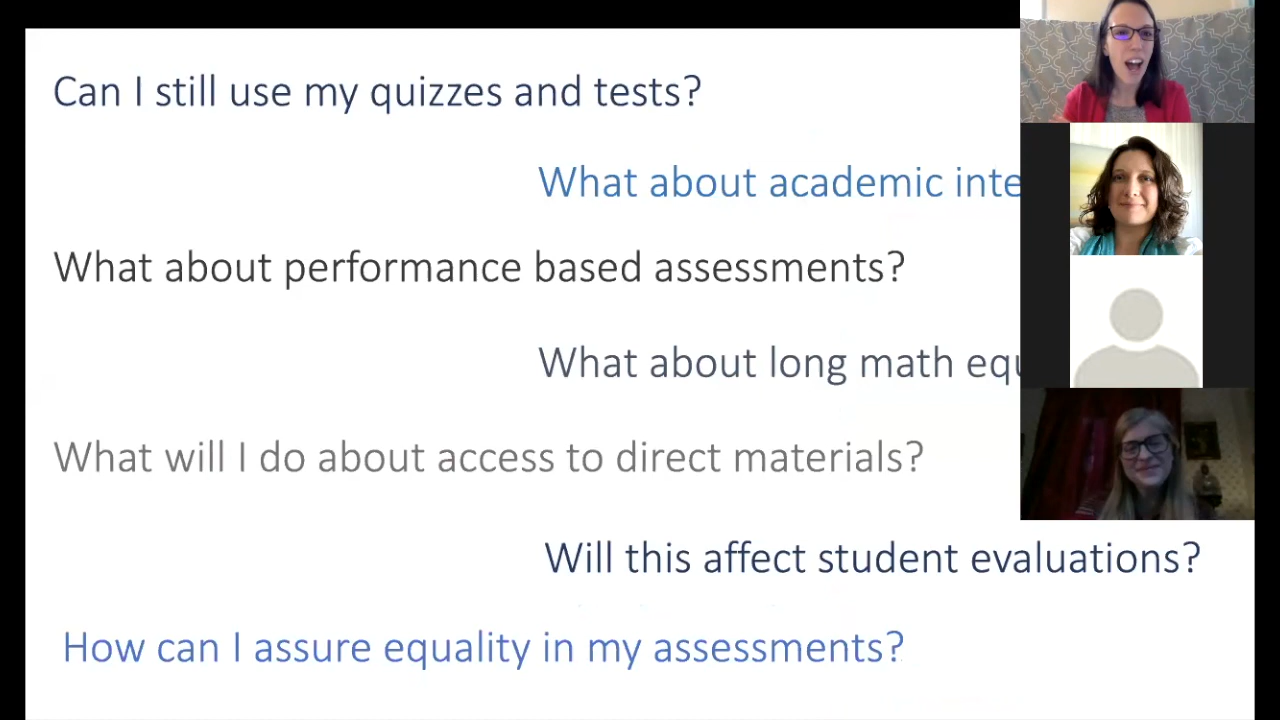 Can I still use my quizzes and tests?
What about academic inte
What about performance based assessments?
What about long math equ
What will I do about access to direct materials?
Will this affect student evaluations?
How can I assure equality in my assessments?